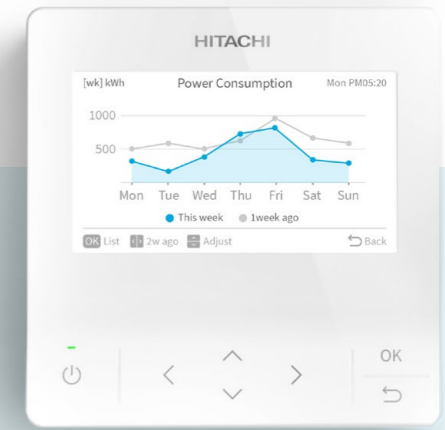 HITACHI
[wk] kWh Power Consumption Mon PM05:20
1000
500
Mon Tue Wed Thu Fri Sat Sun
This week 1week ago
OK List 2w ago Adjust Back
OK